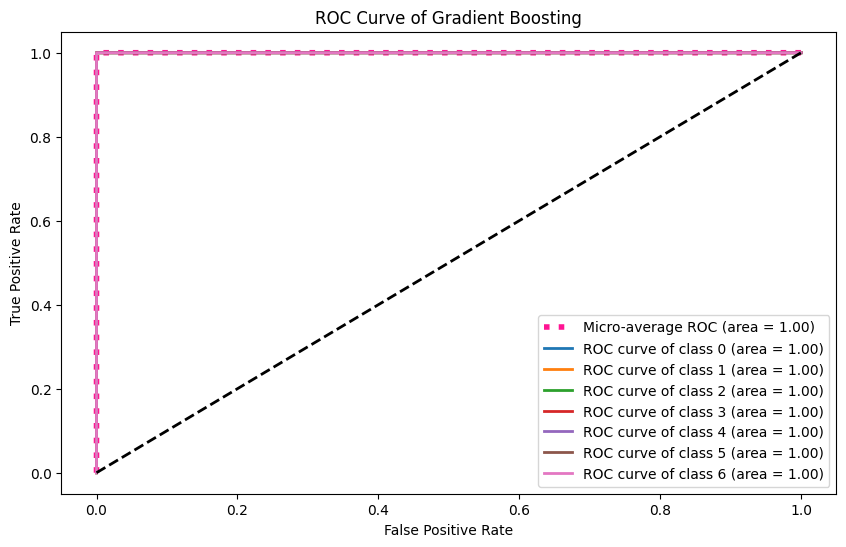 ROC Curve of Gradient Boosting
True Positive Rate
1.0
0.8
0.6
0.4
0.2
0.0
Micro-average ROC (area = 1.00)
ROC curve of class 0 (area = 1.00)
ROC curve of class 1 (area = 1.00)
ROC curve of class 2 (area = 1.00)
ROC curve of class 3 (area = 1.00)
ROC curve of class 4 (area = 1.00)
ROC curve of class 5 (area = 1.00)
ROC curve of class 6 (area = 1.00)
0.0 0.2 0.4 0.6 0.8 1.0
False Positive Rate